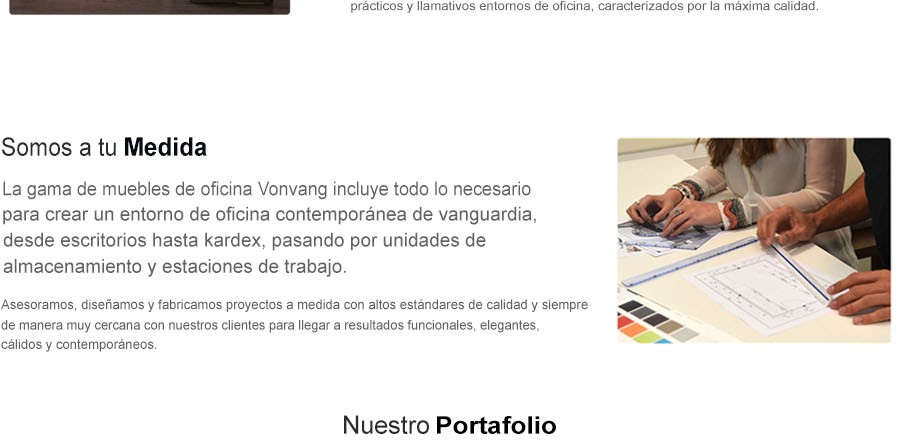 prácticos y llamativos entornos de oficina, caracterizados por la máxima calidad.
Somos a tu Medida
La gama de muebles de oficina Vonvang incluye todo lo necesario
para crear un entorno de oficina contemporánea de vanguardia,
desde escritorios hasta kardex, pasando por unidades de
almacenamiento y estaciones de trabajo.
Asesoramos, diseñamos y fabricamos proyectos a medida con altos estándares de calidad y siempre
de manera muy cercana con nuestros clientes para llegar a resultados funcionales, elegantes,
cálidos y contemporáneos.
Nuestro Portafolio